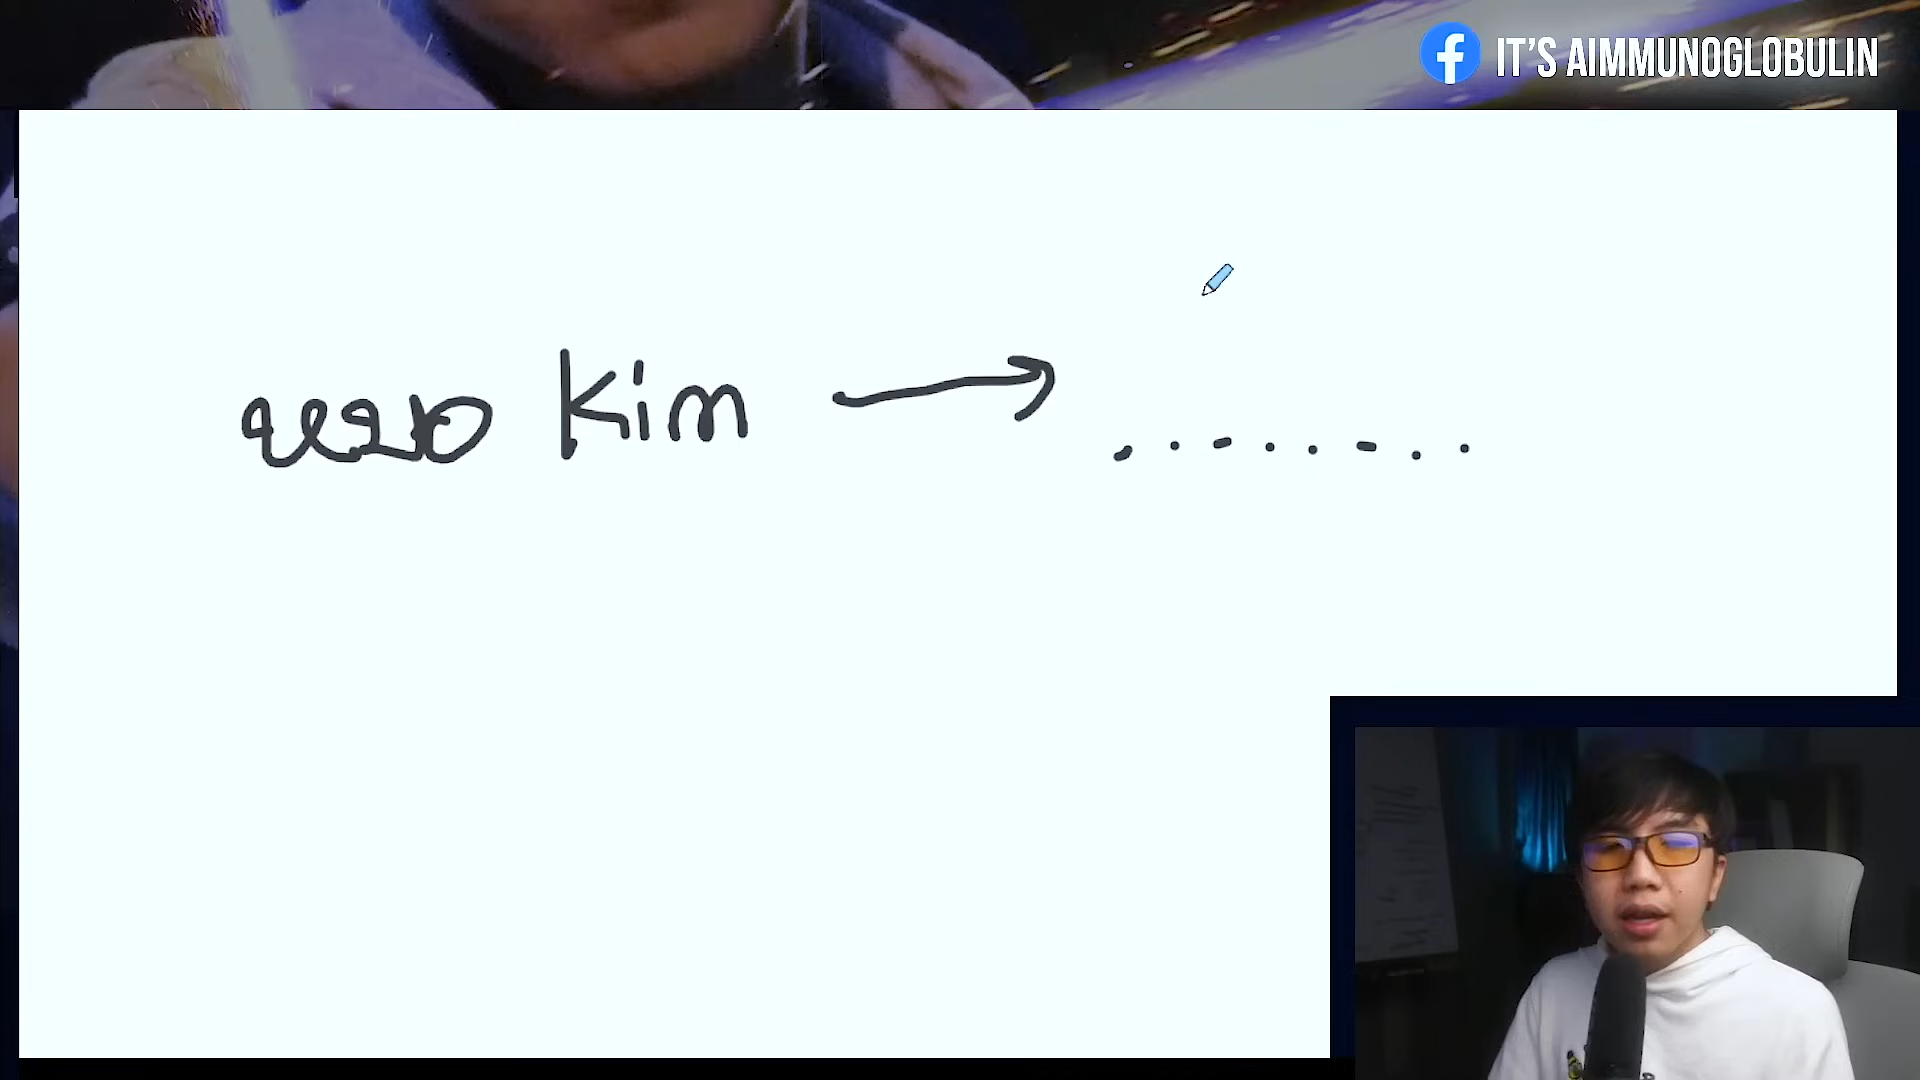 IT'S AIMMUNOGLOBULIN
Kim → ........